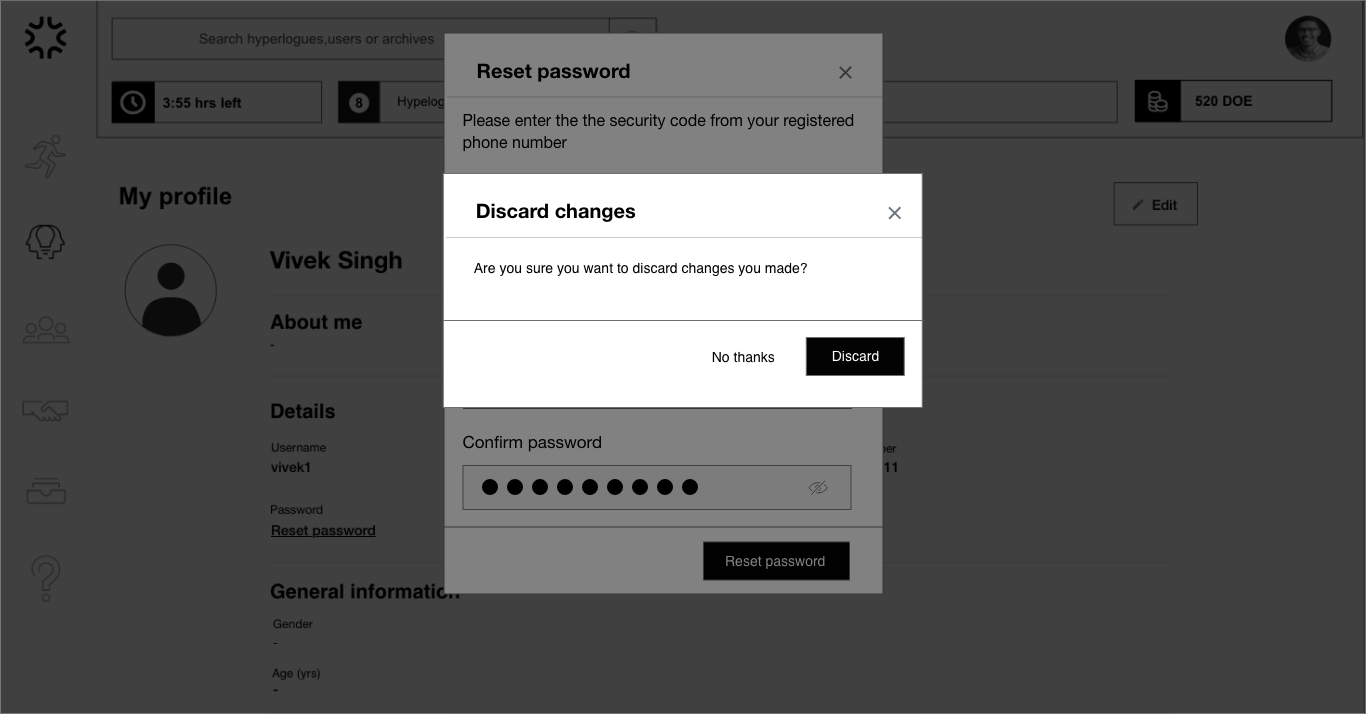 Search hyperlogues,users or archives
3:55 hrs left
8
Hypelog
520 DOE
Reset password
Please enter the the security code from your registered
phone number
My profile
Edit
Discard changes
Are you sure you want to discard changes you made?
No thanks
Discard
Vivek Singh
About me
-
Details
Username
vivek1
11
Password
Reset password
Confirm password
Reset password
General information
Gender
-
Age (yrs)
-